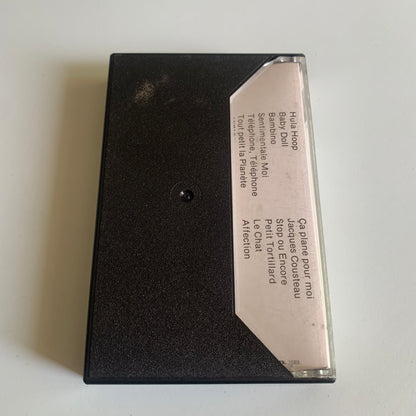 Hula Hoop
Baby Doll
Bambino
Sentimentale Moi
Téléphone, Téléphone
Tout petit la Planète
Ça plane pour moi
Jacques Cousteau
Stop ou Encore
Petit Tortillard
Le Chat
Affection